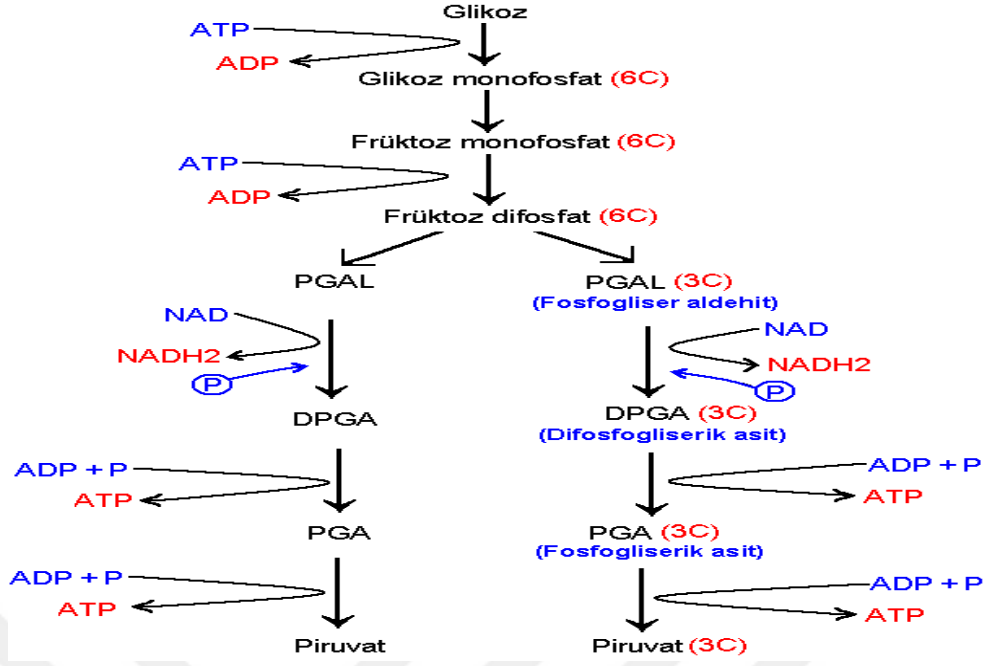 Glikoz
ATP
ADP
Glikoz monofosfat (6C)
Früktoz monofosfat (6C)
ATP
ADP
Früktoz difosfat (6C)
PGAL
PGAL (3C)
(Fosfogliser aldehit)
NAD
NAD
NADH2
NADH2
P
P
DPGA
DPGA (3C)
(Difosfogliserik asit)
ADP + P
ADP + P
ATP
ATP
PGA
PGA (3C)
(Fosfogliserik asit)
ADP + P
ADP + P
ATP
ATP
Piruvat
Piruvat (3C)